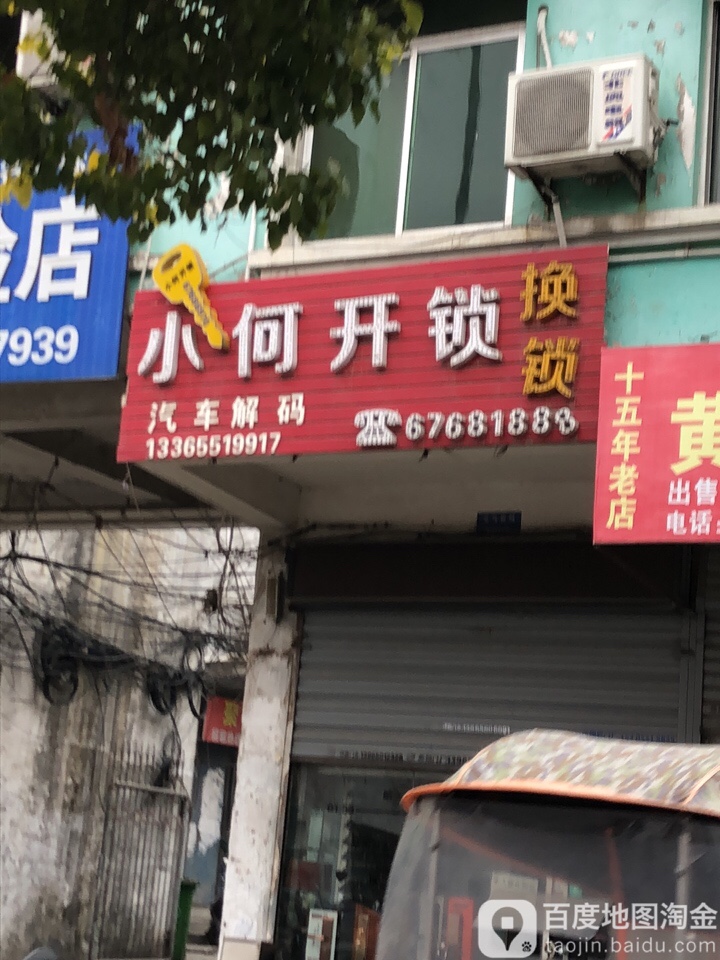 店
7939
小何开锁
换锁
汽车解码
13365519917
67681888
十五年老店
黄
出售
电话
百度地图淘金
taojin.baidu.com